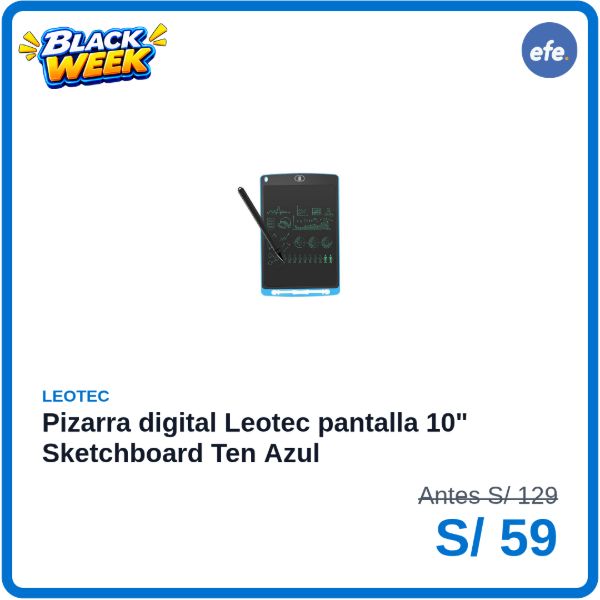 BLACK
WEEK
efe.
LEOTEC
Pizarra digital Leotec pantalla 10"
Sketchboard Ten Azul
Antes S/ 129
S/ 59